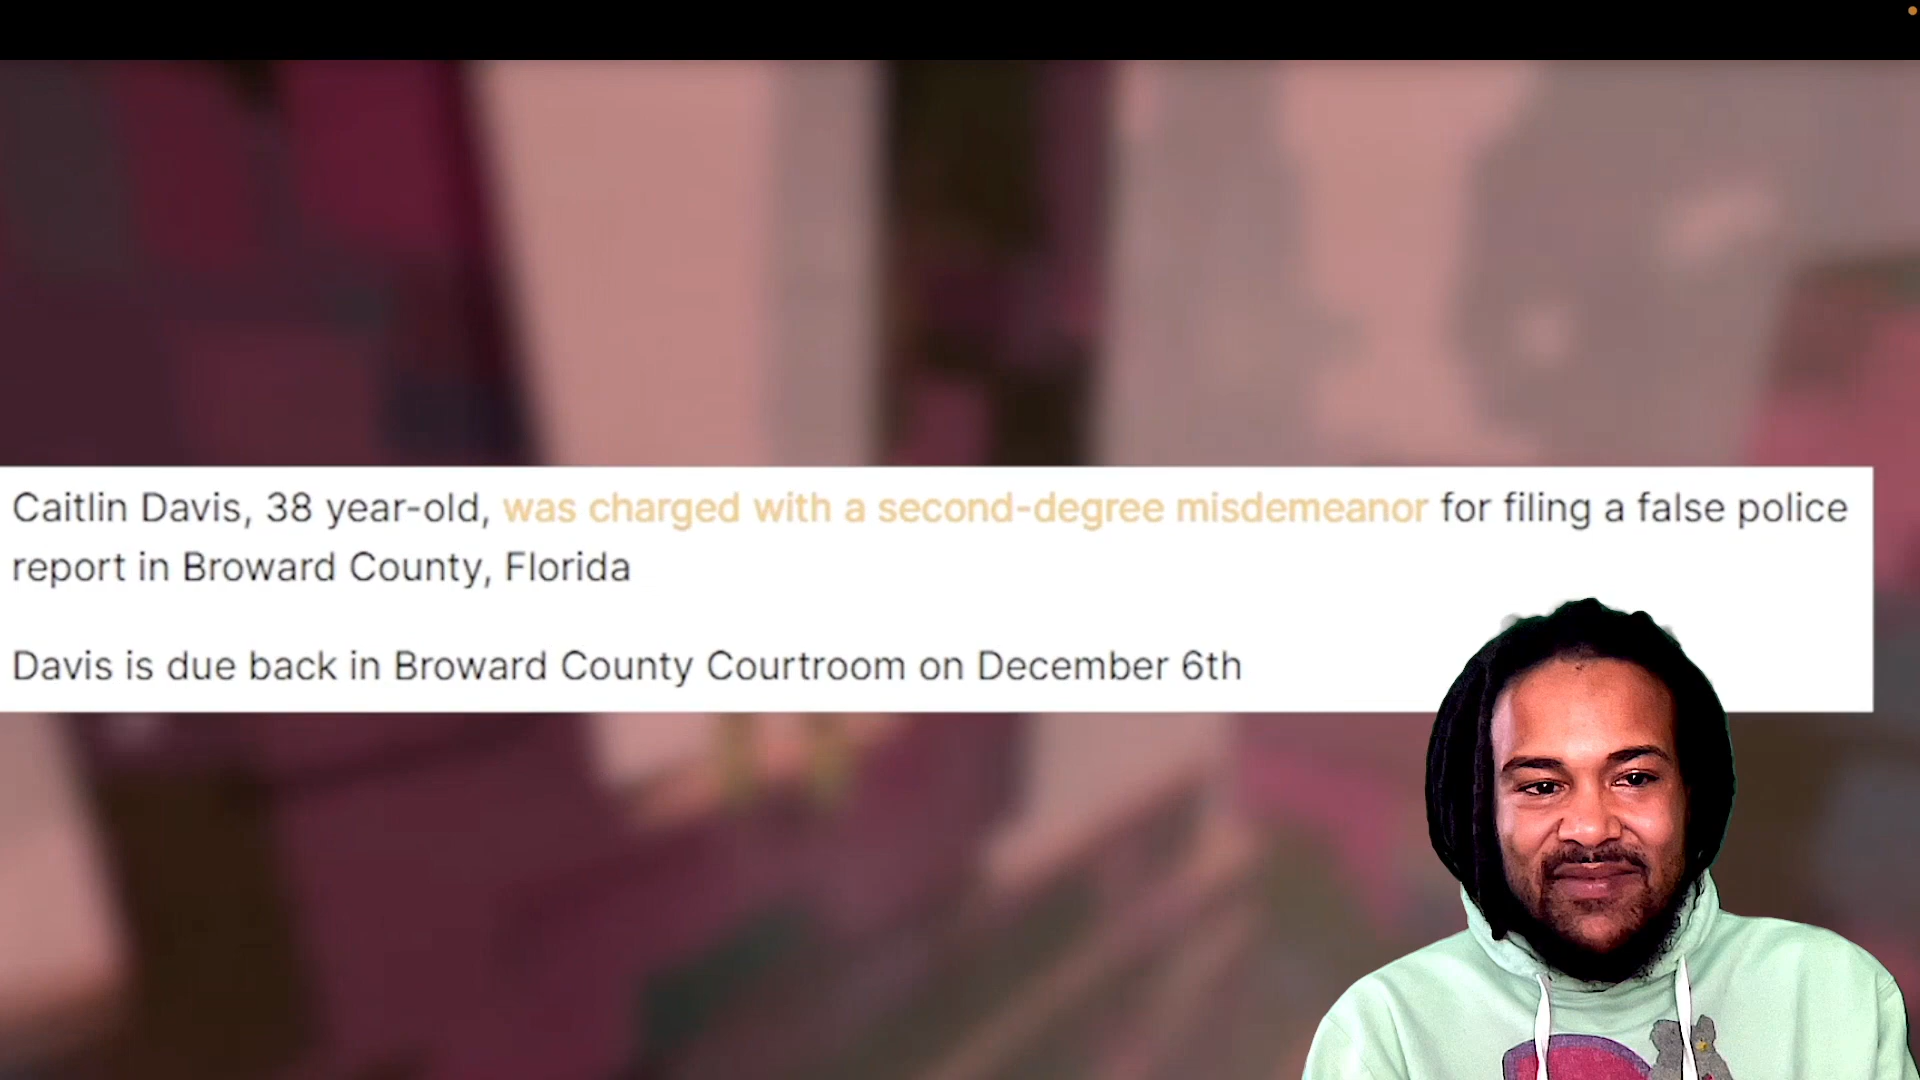 Caitlin Davis, 38 year-old, was charged with a second-degree misdemeanor for filing a false police
report in Broward County, Florida
Davis is due back in Broward County Courtroom on December 6th